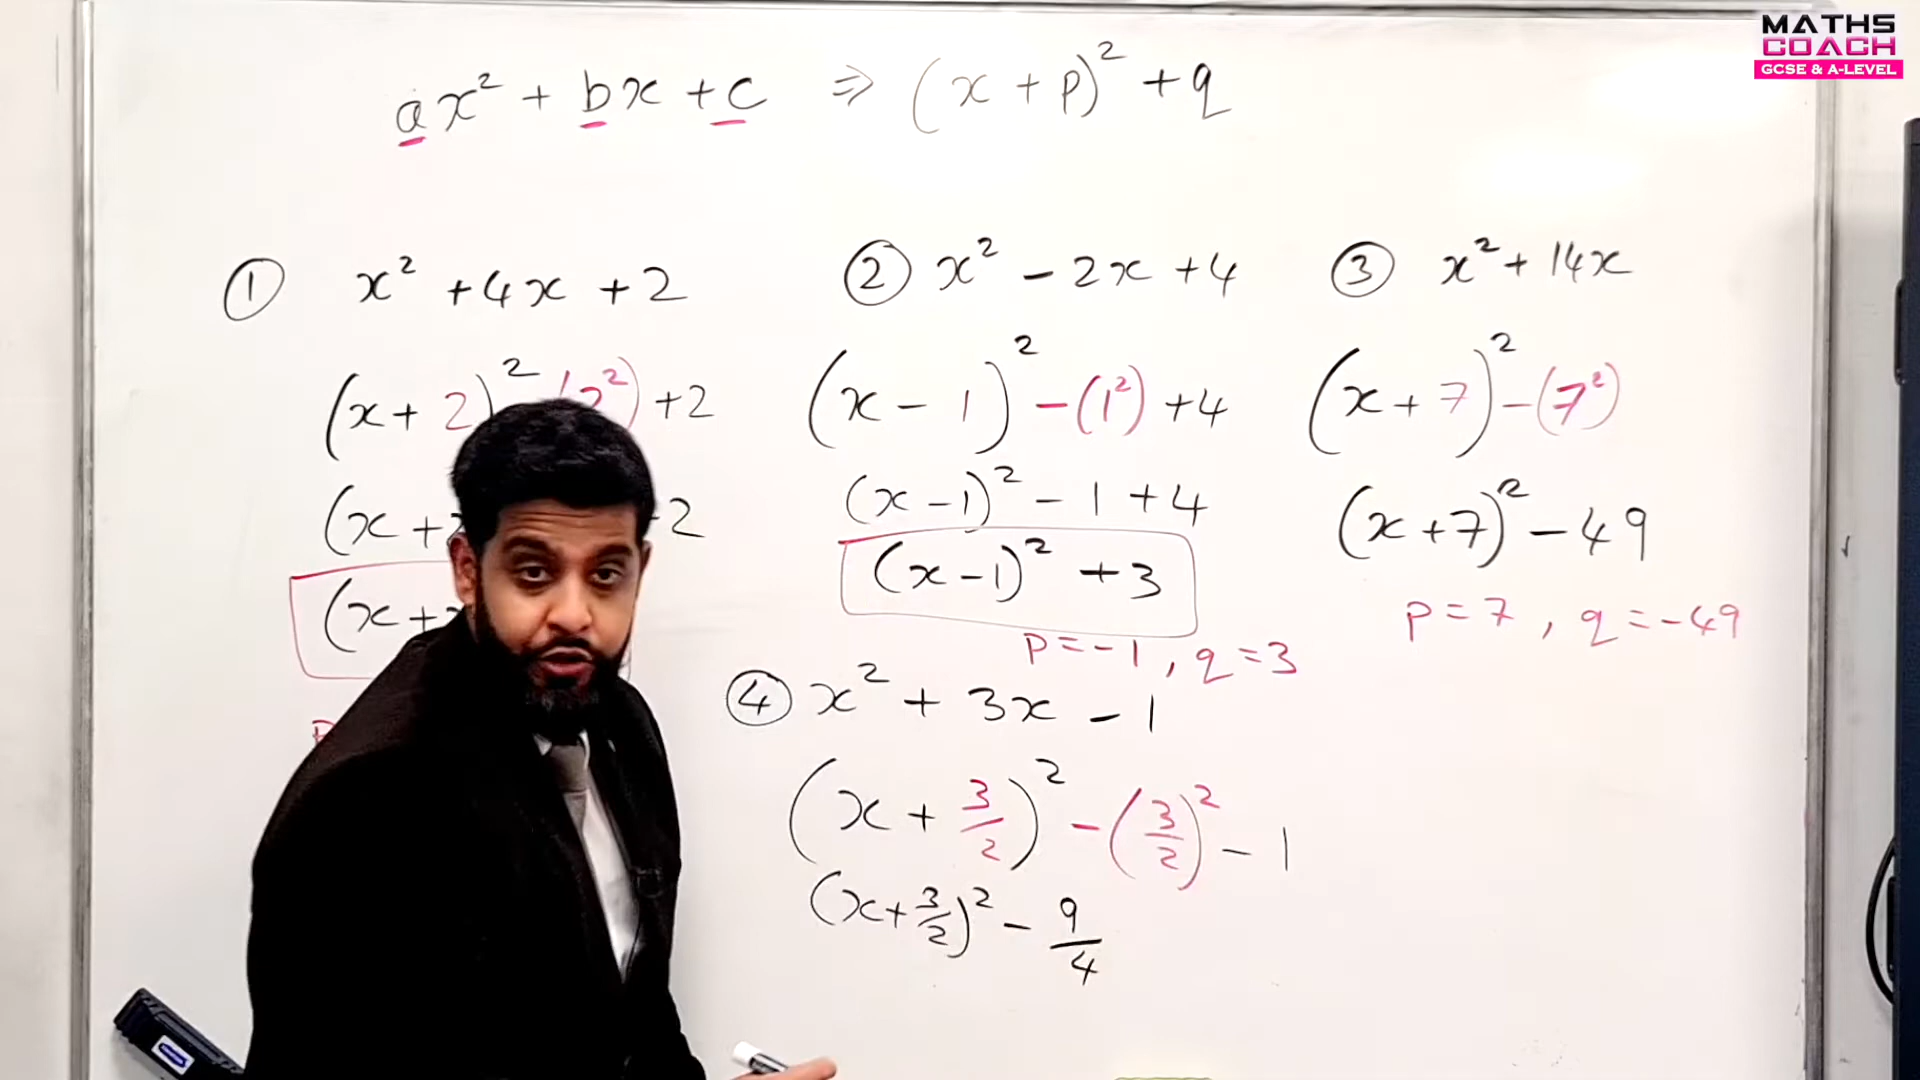 MATHS
COACH
GCSE & A-LEVEL
ax² + bx + c ⇒ (x + p)² + q
① x² + 4x + 2
(x + 2)² (2²) + 2
(x + 2
(x +
② x² - 2x + 4
(x - 1)² - (1²) + 4
(x - 1)² - 1 + 4
(x - 1)² + 3
p = -1, q = 3
③ x² + 14x
(x + 7)² - (7²)
(x + 7)² - 49
p = 7, q = -49
④ x² + 3x - 1
(x + 3/2)² - (3/2)² - 1
(x + 3/2)² - 9/4